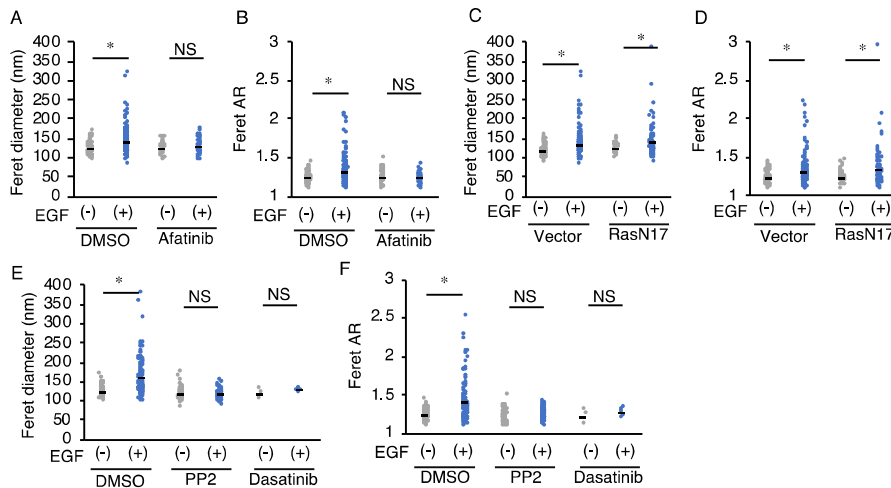 A
Feret diameter (nm)
400
350
300
250
200
150
100
50
0
* NS
EGF (-) (+) (-) (+)
DMSO Afatinib
B
Feret AR
3
2.5
2
1.5
1
* NS
EGF (-) (+) (-) (+)
DMSO Afatinib
C
Feret diameter (nm)
400
350
300
250
200
150
100
50
0
* *
EGF (-) (+) (-) (+)
Vector RasN17
D
Feret AR
3
2.5
2
1.5
1
* *
EGF (-) (+) (-) (+)
Vector RasN17
E
Feret diameter (nm)
400
350
300
250
200
150
100
50
0
* NS NS
EGF (-) (+) (-) (+) (-) (+)
DMSO PP2 Dasatinib
F
Feret AR
3
2.5
2
1.5
1
* NS NS
EGF (-) (+) (-) (+) (-) (+)
DMSO PP2 Dasatinib